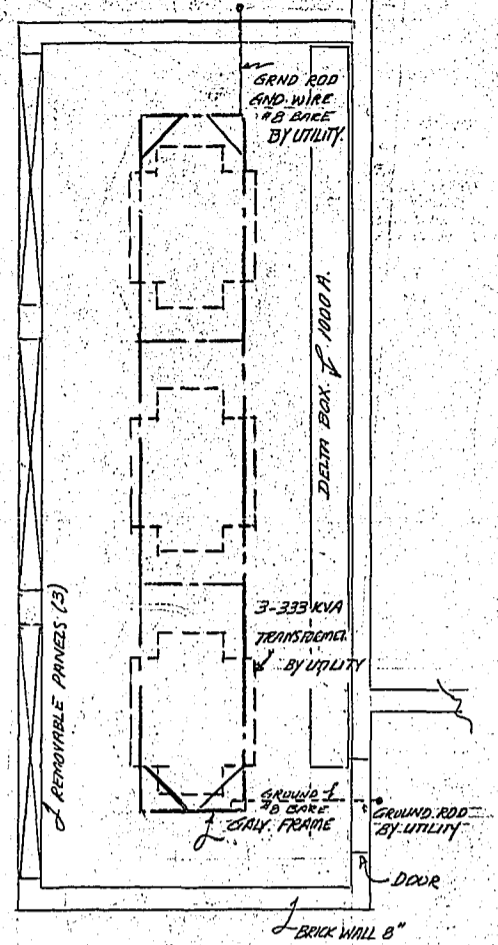 GRND ROD
GND. WIRE
#8 BARE
BY UTILITY.
DELTA BOX 1000 A.
3-333 KVA
TRANSFORMER
BY UTILITY
REMOVABLE PANELS (3)
GROUND
#8 BARE
GALV. FRAME
GROUND ROD
BY UTILITY
DOOR
BRICK WALL 8"